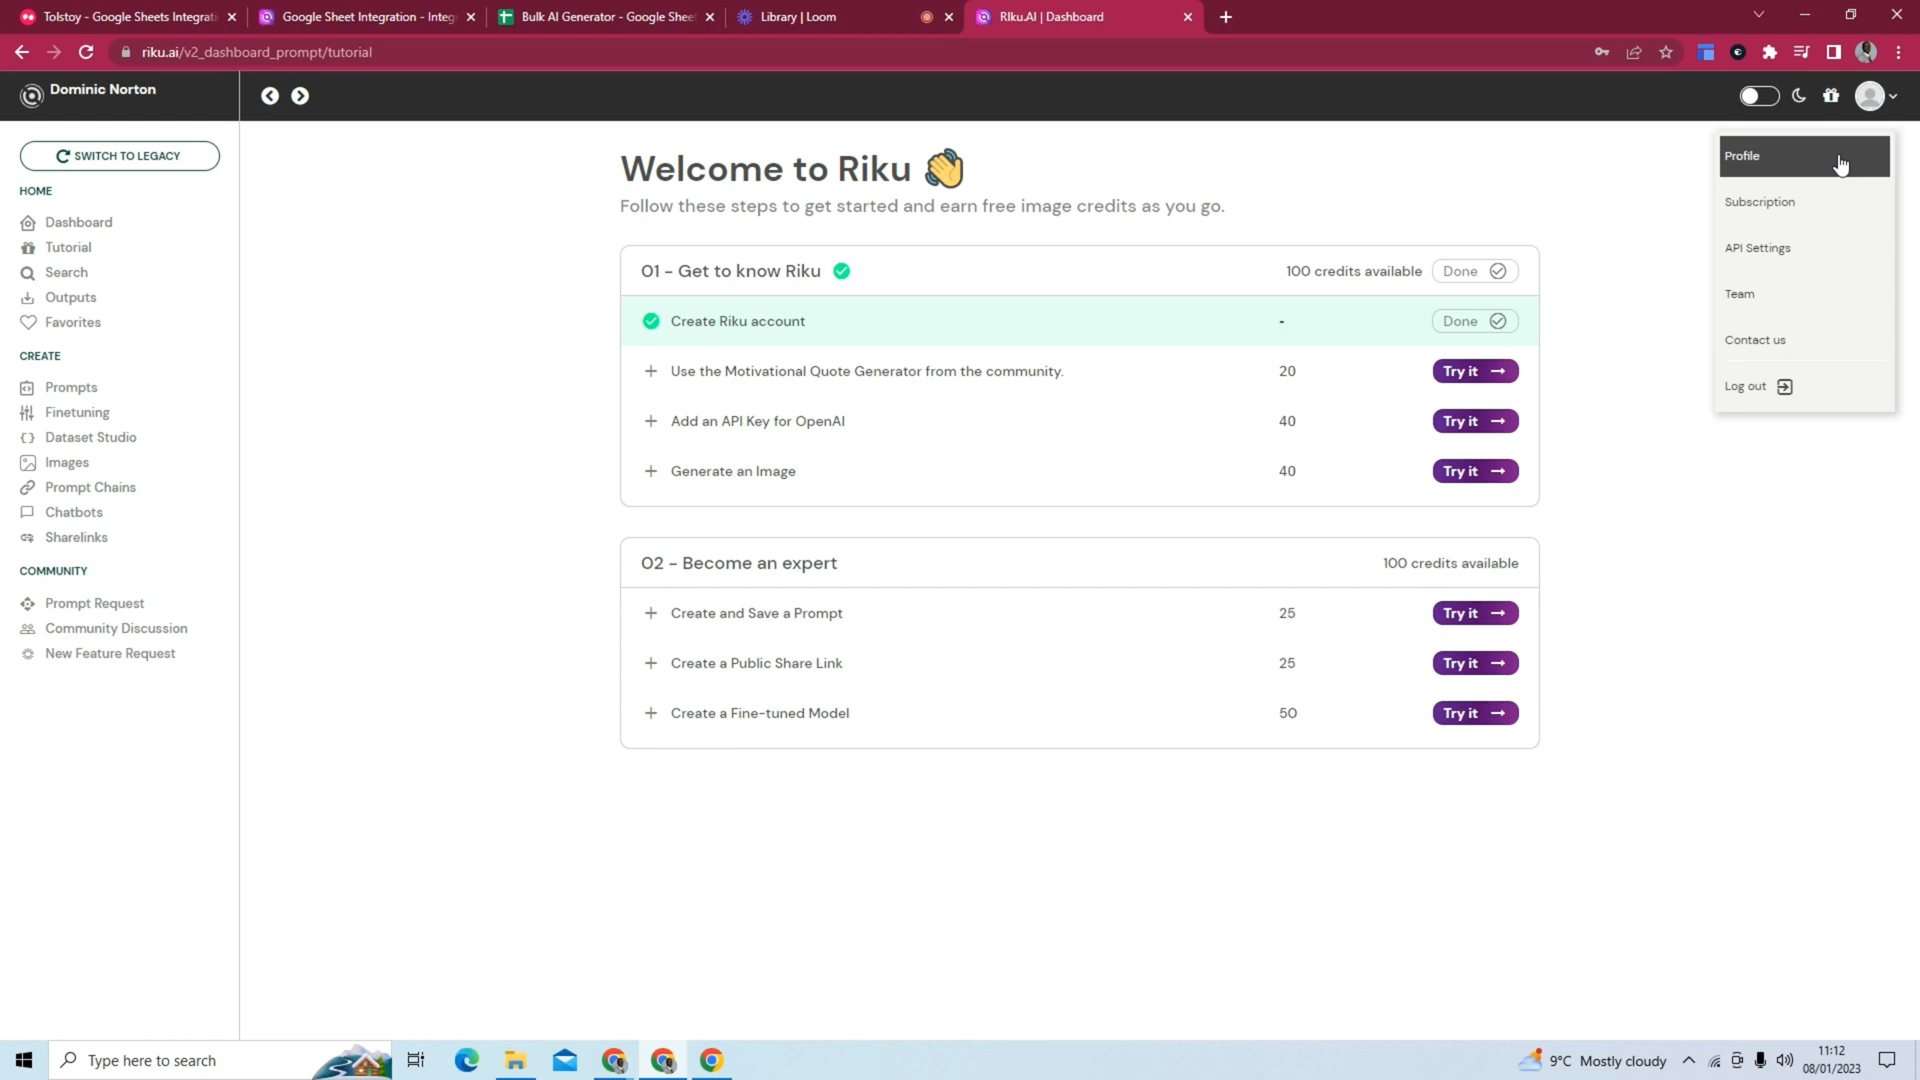 Tolstoy - Google Sheets Integrati
Google Sheet Integration - Integ
Bulk AI Generator - Google Shee
Library | Loom
RIku.AI | Dashboard
riku.ai/v2_dashboard_prompt/tutorial
Dominic Norton
SWITCH TO LEGACY
HOME
Dashboard
Tutorial
Search
Outputs
Favorites
CREATE
Prompts
Finetuning
Dataset Studio
Images
Prompt Chains
Chatbots
Sharelinks
COMMUNITY
Prompt Request
Community Discussion
New Feature Request
Welcome to Riku
Follow these steps to get started and earn free image credits as you go.
01 - Get to know Riku 100 credits available Done
Create Riku account - Done
Use the Motivational Quote Generator from the community. 20 Try it
Add an API Key for OpenAI 40 Try it
Generate an Image 40 Try it
02 - Become an expert 100 credits available
Create and Save a Prompt 25 Try it
Create a Public Share Link 25 Try it
Create a Fine-tuned Model 50 Try it
Profile
Subscription
API Settings
Team
Contact us
Log out
Type here to search
9°C Mostly cloudy
11:12
08/01/2023